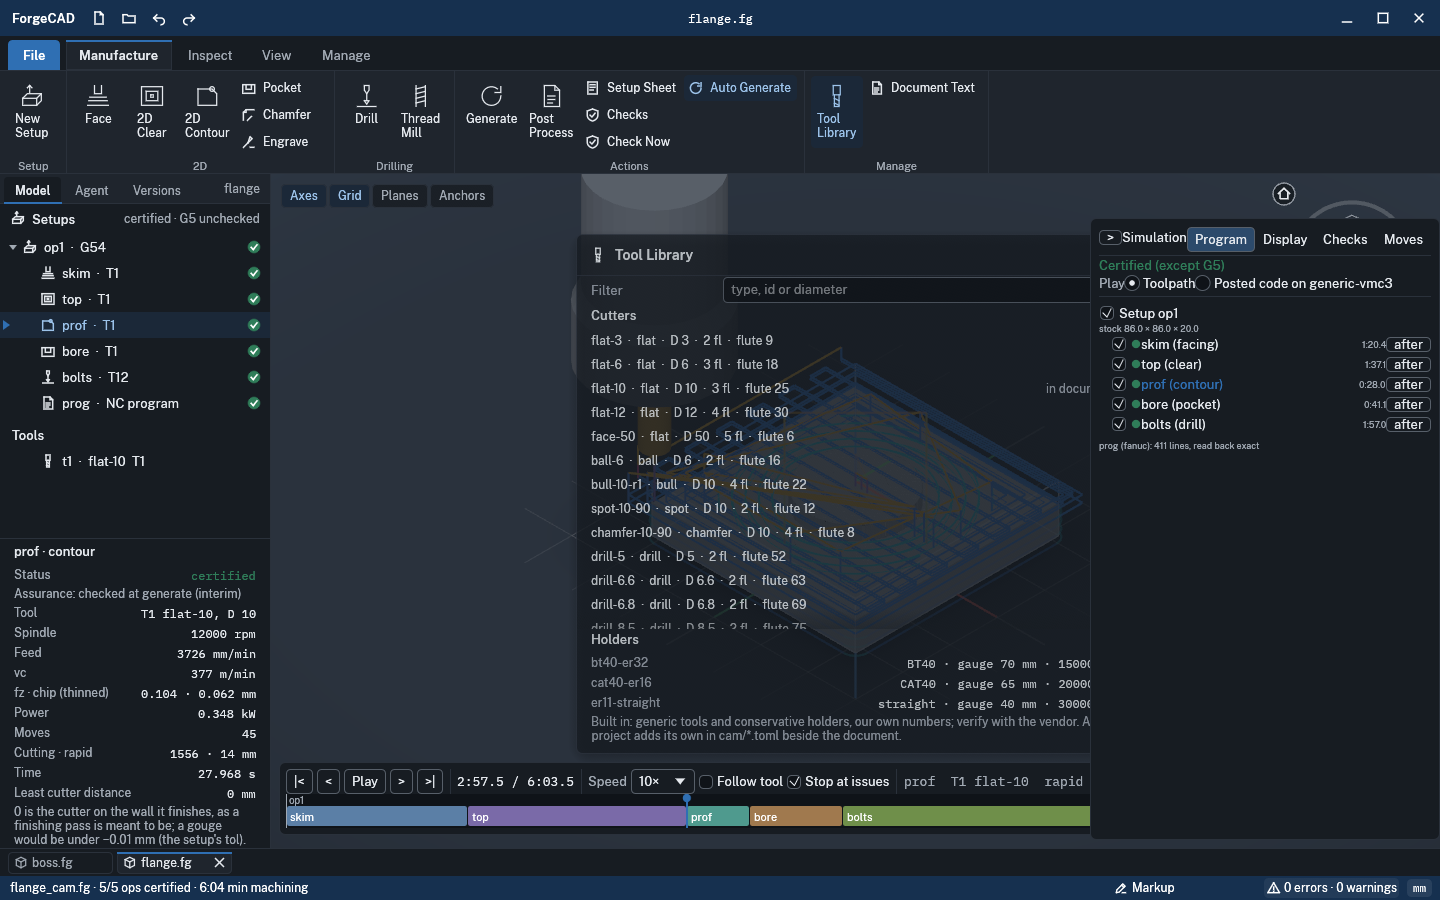 ForgeCAD
flange.fg
File Manufacture Inspect View Manage
New Setup
Setup
Face
2D Clear
2D Contour
Pocket
Chamfer
Engrave
2D
Drill
Thread Mill
Drilling
Generate
Post Process
Setup Sheet
Auto Generate
Checks
Check Now
Actions
Tool Library
Document Text
Manage
Model Agent Versions flange
Setups certified · G5 unchecked
op1 · G54
skim · T1
top · T1
prof · T1
bore · T1
bolts · T12
prog · NC program
Tools
t1 · flat-10 T1
prof · contour
Status certified
Assurance: checked at generate (interim)
Tool T1 flat-10, D 10
Spindle 12000 rpm
Feed 3726 mm/min
vc 377 m/min
fz · chip (thinned) 0.104 · 0.062 mm
Power 0.348 kW
Moves 45
Cutting · rapid 1556 · 14 mm
Time 27.968 s
Least cutter distance 0 mm
0 is the cutter on the wall it finishes, as a
finishing pass is meant to be; a gouge
would be under −0.01 mm (the setup's tol).
Axes Grid Planes Anchors
Tool Library
Filter type, id or diameter
Cutters
flat-3 · flat · D 3 · 2 fl · flute 9
flat-6 · flat · D 6 · 3 fl · flute 18
flat-10 · flat · D 10 · 3 fl · flute 25 in docum
flat-12 · flat · D 12 · 4 fl · flute 30
face-50 · flat · D 50 · 5 fl · flute 6
ball-6 · ball · D 6 · 2 fl · flute 16
bull-10-r1 · bull · D 10 · 4 fl · flute 22
spot-10-90 · spot · D 10 · 2 fl · flute 12
chamfer-10-90 · chamfer · D 10 · 4 fl · flute 8
drill-5 · drill · D 5 · 2 fl · flute 52
drill-6.6 · drill · D 6.6 · 2 fl · flute 63
drill-6.8 · drill · D 6.8 · 2 fl · flute 69
drill-8.5 · drill · D 8.5 · 2 fl · flute 75
Holders
bt40-er32 BT40 · gauge 70 mm · 15000
cat40-er16 CAT40 · gauge 65 mm · 20000
er11-straight straight · gauge 40 mm · 30000
Built in: generic tools and conservative holders, our own numbers; verify with the vendor. A
project adds its own in cam/*.toml beside the document.
> Simulation Program Display Checks Moves
Certified (except G5)
Play Toolpath Posted code on generic-vmc3
Setup op1
stock 86.0 × 86.0 × 20.0
skim (facing) 1:20.4 after
top (clear) 1:37.1 after
prof (contour) 0:28.0 after
bore (pocket) 0:41.1 after
bolts (drill) 1:57.0 after
prog (fanuc): 411 lines, read back exact
|< < Play > >| 2:57.5 / 6:03.5 Speed 10× Follow tool Stop at issues prof T1 flat-10 rapid
op1
skim top prof bore bolts
boss.fg flange.fg
flange_cam.fg · 5/5 ops certified · 6:04 min machining Markup 0 errors · 0 warnings mm